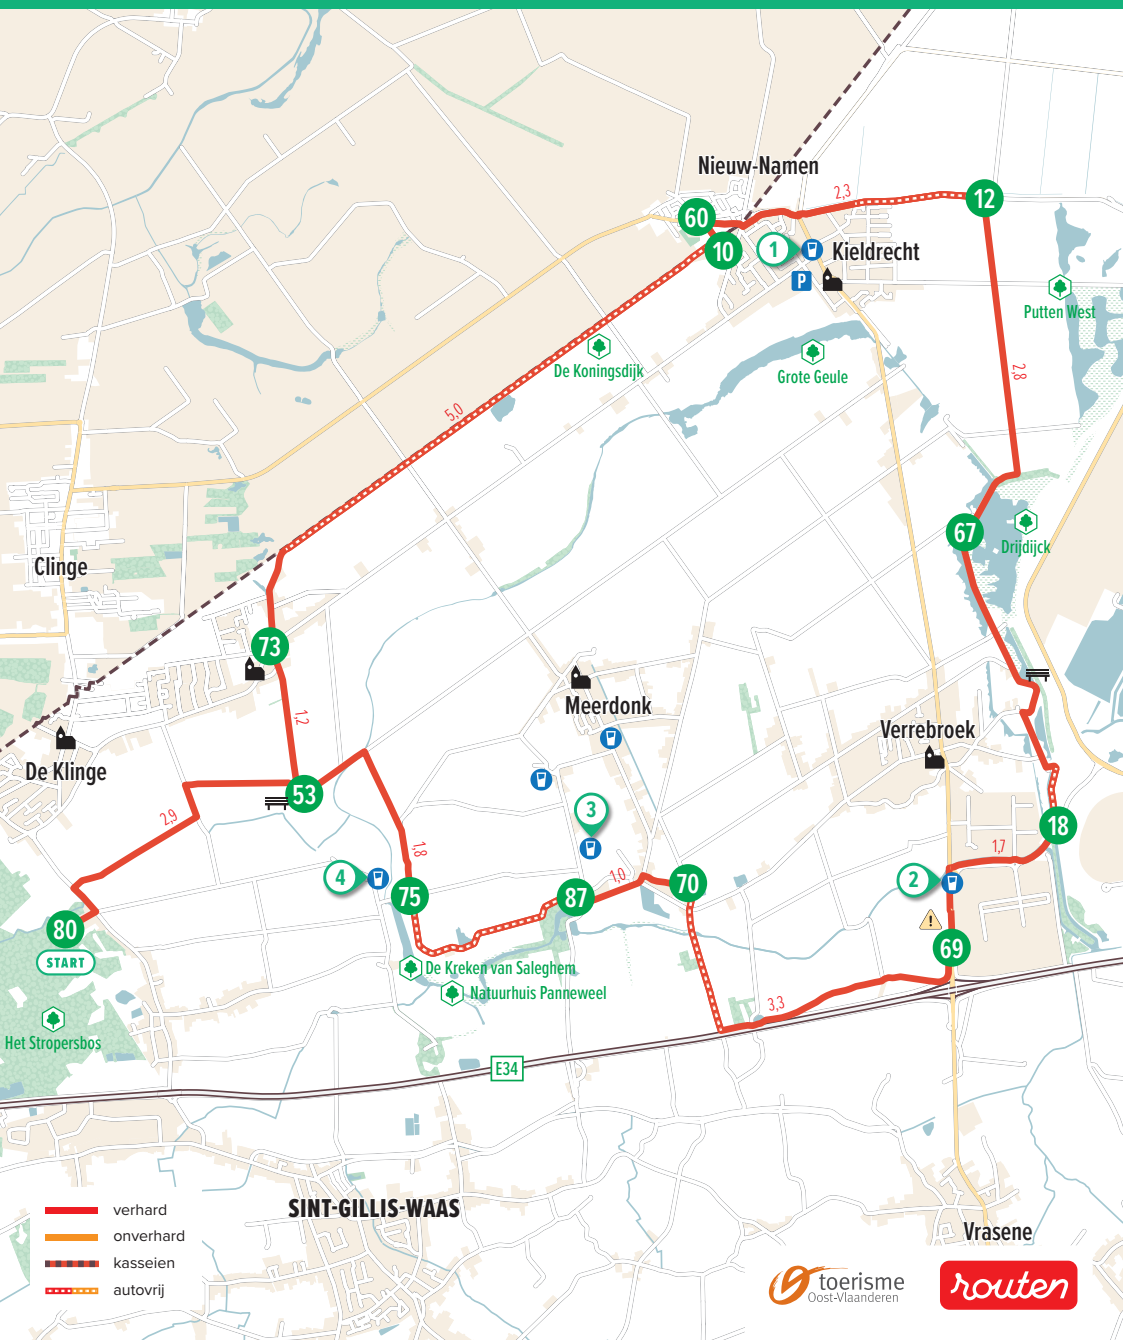 Nieuw-Namen
60
2,3
12
10
1
Kieldrecht
P
Putten West
De Koningsdijk
Grote Geule
2,8
5,0
67
Drijdijck
Clinge
73
1,2
Meerdonk
Verrebroek
De Klinge
53
2,9
3
18
1,8
1,7
4
75
1,0
70
2
87
80
START
69
De Kreken van Saleghem
Natuurhuis Panneweel
3,3
Het Stropersbos
E34
SINT-GILLIS-WAAS
Vrasene
verhard
onverhard
kasseien
autovrij
toerisme
Oost-Vlaanderen
routen